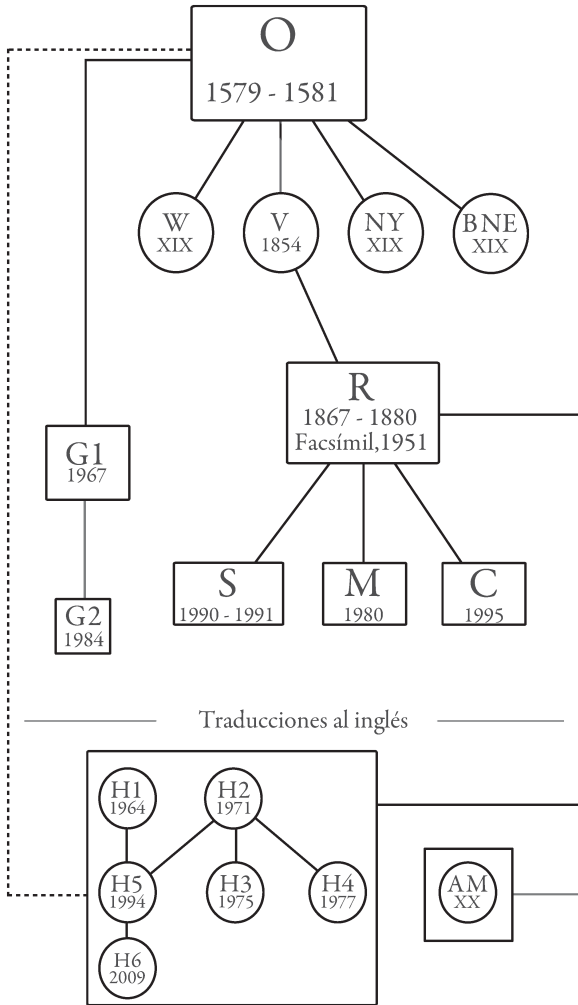 O
1579 - 1581
W
XIX
V
1854
NY
XIX
BNE
XIX
R
1867 - 1880
Facsímil,1951
G1
1967
S
1990 - 1991
M
1980
C
1995
G2
1984
Traducciones al inglés
H1
1964
H2
1971
H5
1994
H3
1975
H4
1977
AM
XX
H6
2009